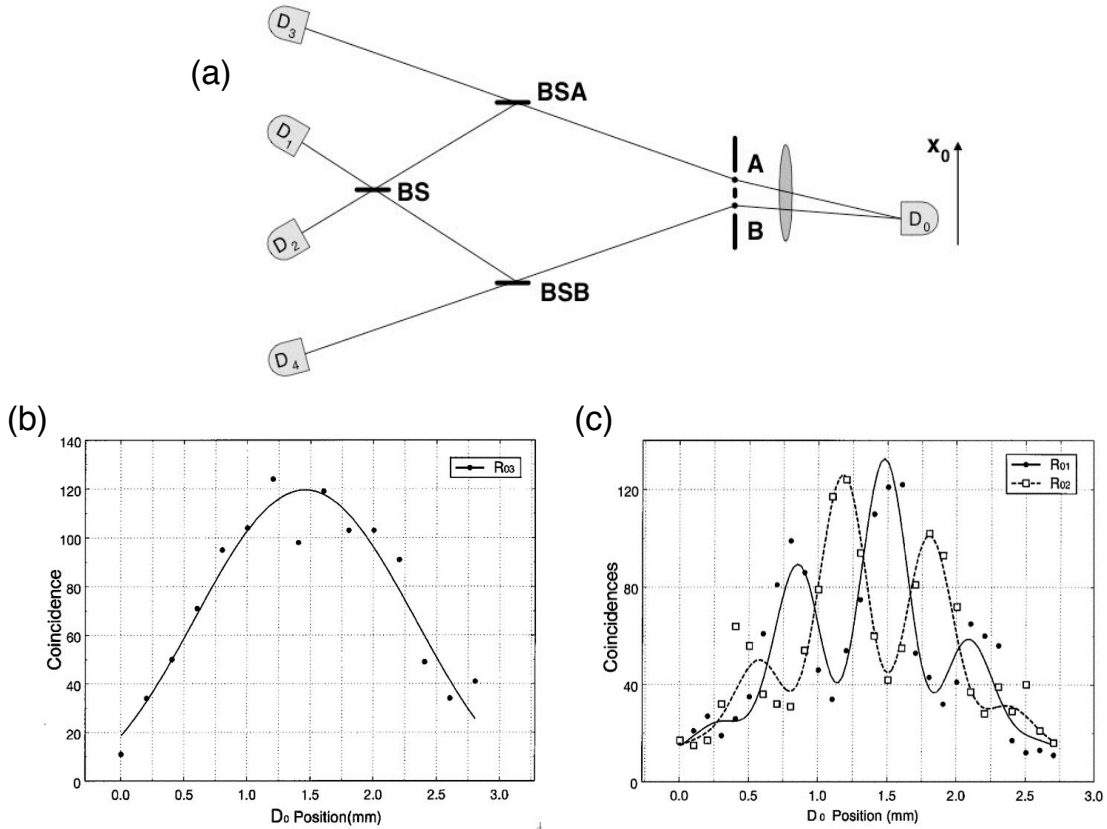 (a)
D3
BSA
D1
BS
D2
A
B
X0
D0
BSB
D4
(b)
Coincidence
140
120
100
80
60
40
20
0
R03
0.0 0.5 1.0 1.5 2.0 2.5 3.0
D0 Position(mm)
(c)
Coincidences
120
80
40
0
R01
R02
0.0 0.5 1.0 1.5 2.0 2.5 3.0
D0 Position (mm)